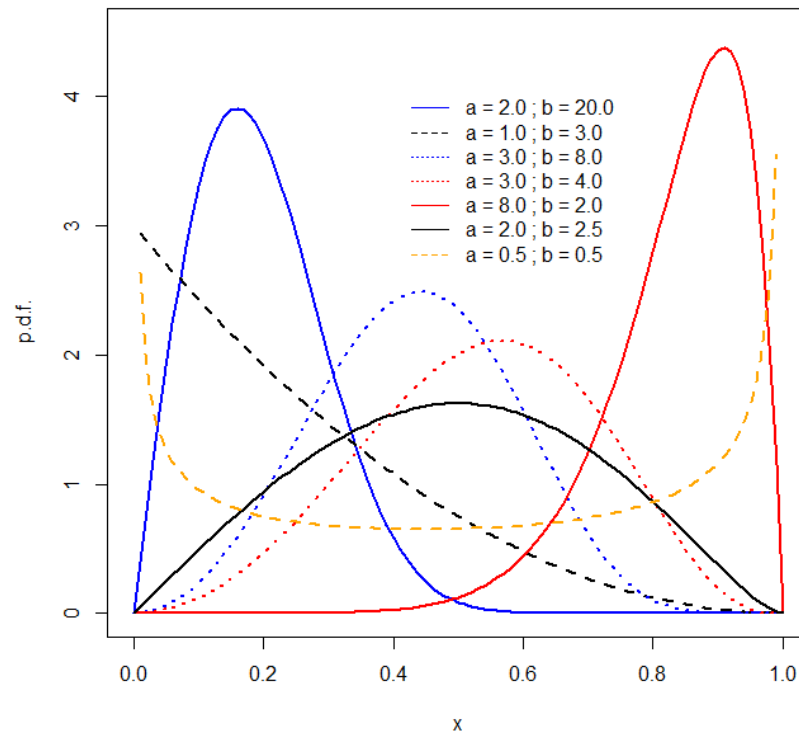 a = 2.0 ; b = 20.0
a = 1.0 ; b = 3.0
a = 3.0 ; b = 8.0
a = 3.0 ; b = 4.0
a = 8.0 ; b = 2.0
a = 2.0 ; b = 2.5
a = 0.5 ; b = 0.5
4
3
2
1
0
p.d.f.
0.0 0.2 0.4 0.6 0.8 1.0
x